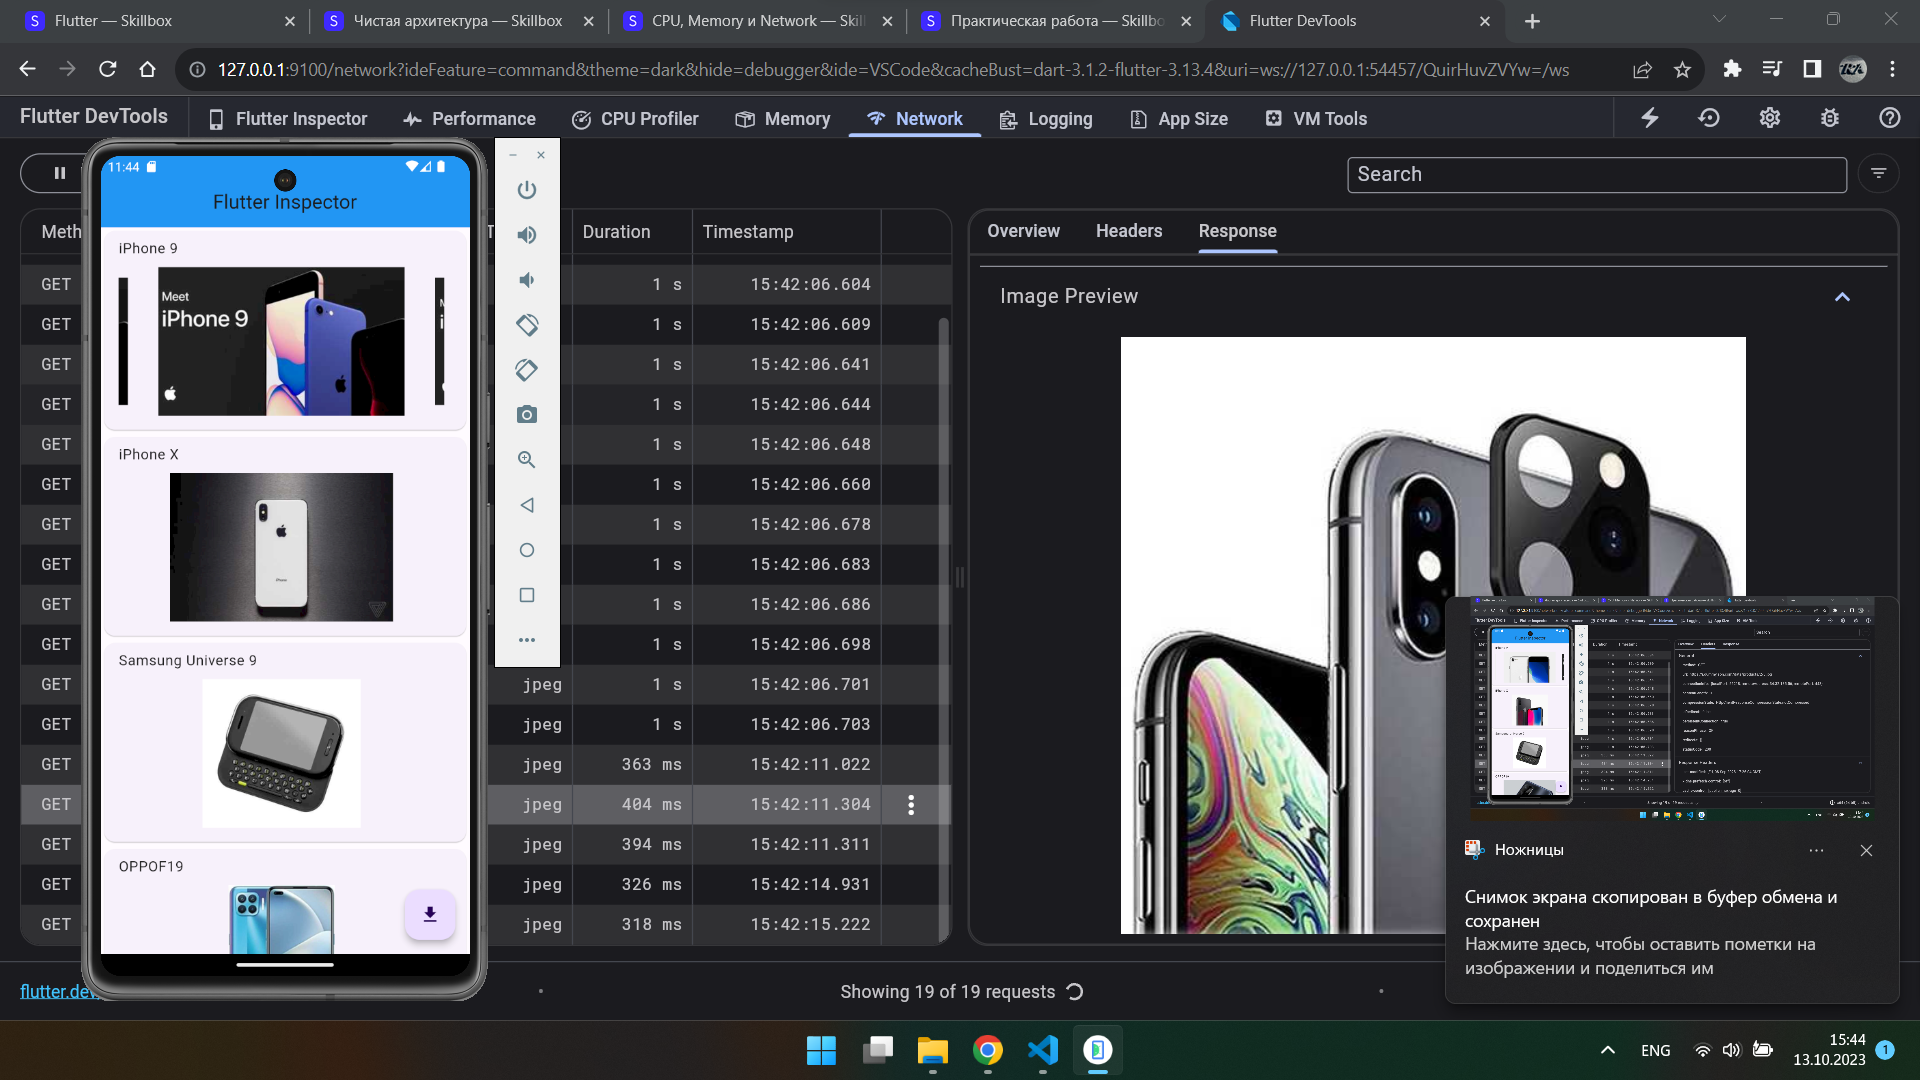 Flutter — Skillbox
Чистая архитектура — Skillbox
CPU, Memory и Network — Skil
Практическая работа — Skillbo
Flutter DevTools
127.0.0.1:9100/network?ideFeature=command&theme=dark&hide=debugger&ide=VSCode&cacheBust=dart-3.1.2-flutter-3.13.4&uri=ws://127.0.0.1:54457/QuirHuvZVYw=/ws
Flutter DevTools
Flutter Inspector
Performance
CPU Profiler
Memory
Network
Logging
App Size
VM Tools
Search
11:44
Flutter Inspector
iPhone 9
Meet
iPhone 9
iPhone X
Samsung Universe 9
OPPOF19
Meth
T
Duration
Timestamp
GET 1 s 15:42:06.604
GET 1 s 15:42:06.609
GET 1 s 15:42:06.641
GET 1 s 15:42:06.644
GET 1 s 15:42:06.648
GET 1 s 15:42:06.660
GET 1 s 15:42:06.678
GET 1 s 15:42:06.683
GET 1 s 15:42:06.686
GET 1 s 15:42:06.698
GET jpeg 1 s 15:42:06.701
GET jpeg 1 s 15:42:06.703
GET jpeg 363 ms 15:42:11.022
GET jpeg 404 ms 15:42:11.304
GET jpeg 394 ms 15:42:11.311
GET jpeg 326 ms 15:42:14.931
GET jpeg 318 ms 15:42:15.222
Overview
Headers
Response
Image Preview
Ножницы
Снимок экрана скопирован в буфер обмена и
сохранен
Нажмите здесь, чтобы оставить пометки на
изображении и поделиться им
flutter.dev
Showing 19 of 19 requests
ENG
15:44
13.10.2023
1